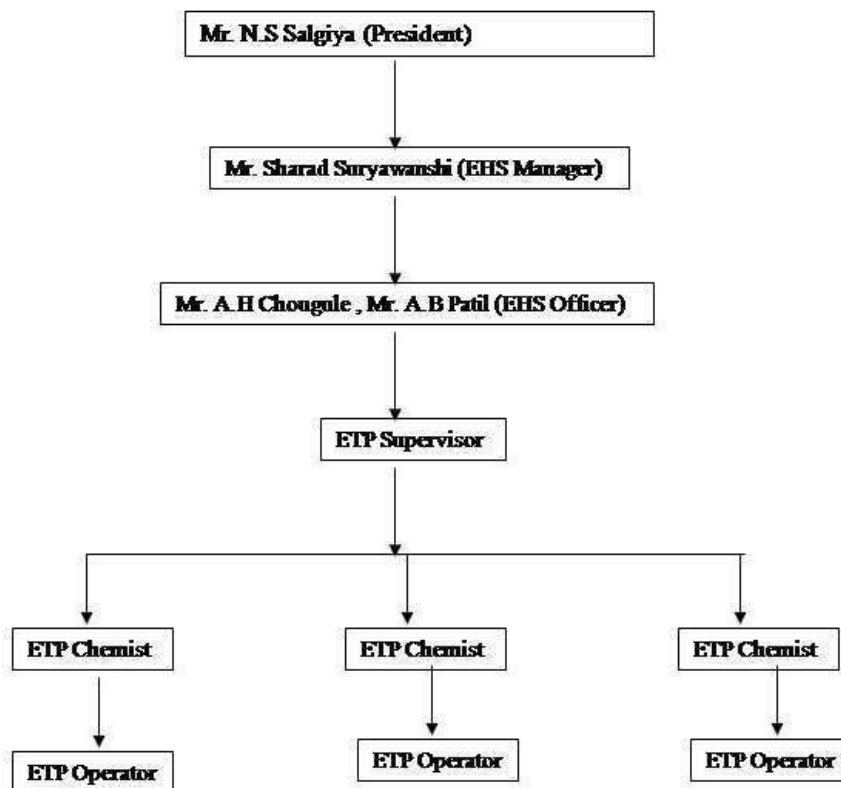 Mr. N.S Salgiya (President)
Mr. Sharad Suryawanshi (EHS Manager)
Mr. A.H Chougule , Mr. A.B Patil (EHS Officer)
ETP Supervisor
ETP Chemist
ETP Chemist
ETP Chemist
ETP Operator
ETP Operator
ETP Operator